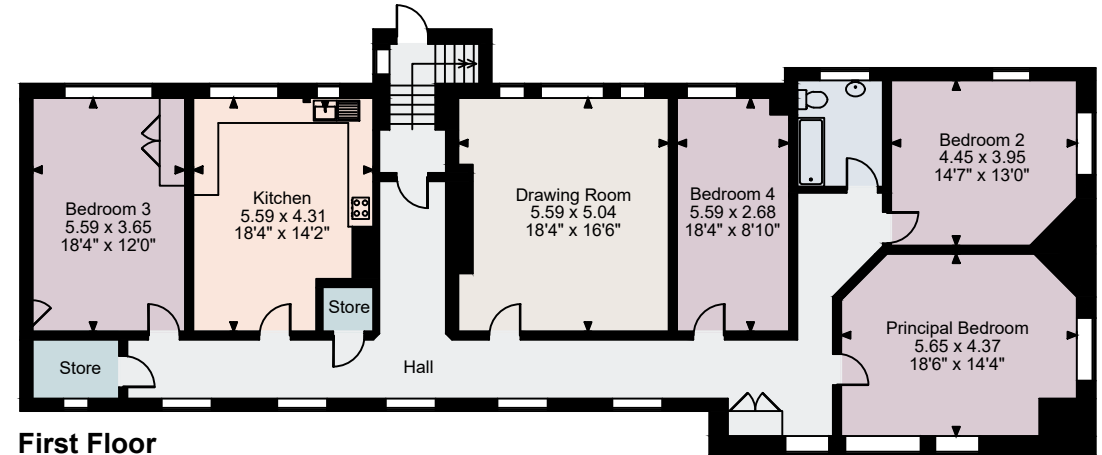 Bedroom 3
5.59 x 3.65
18'4" x 12'0"
Kitchen
5.59 x 4.31
18'4" x 14'2"
Drawing Room
5.59 x 5.04
18'4" x 16'6"
Bedroom 4
5.59 x 2.68
18'4" x 8'10"
Bedroom 2
4.45 x 3.95
14'7" x 13'0"
Store
Principal Bedroom
5.65 x 4.37
18'6" x 14'4"
Store
Hall
First Floor